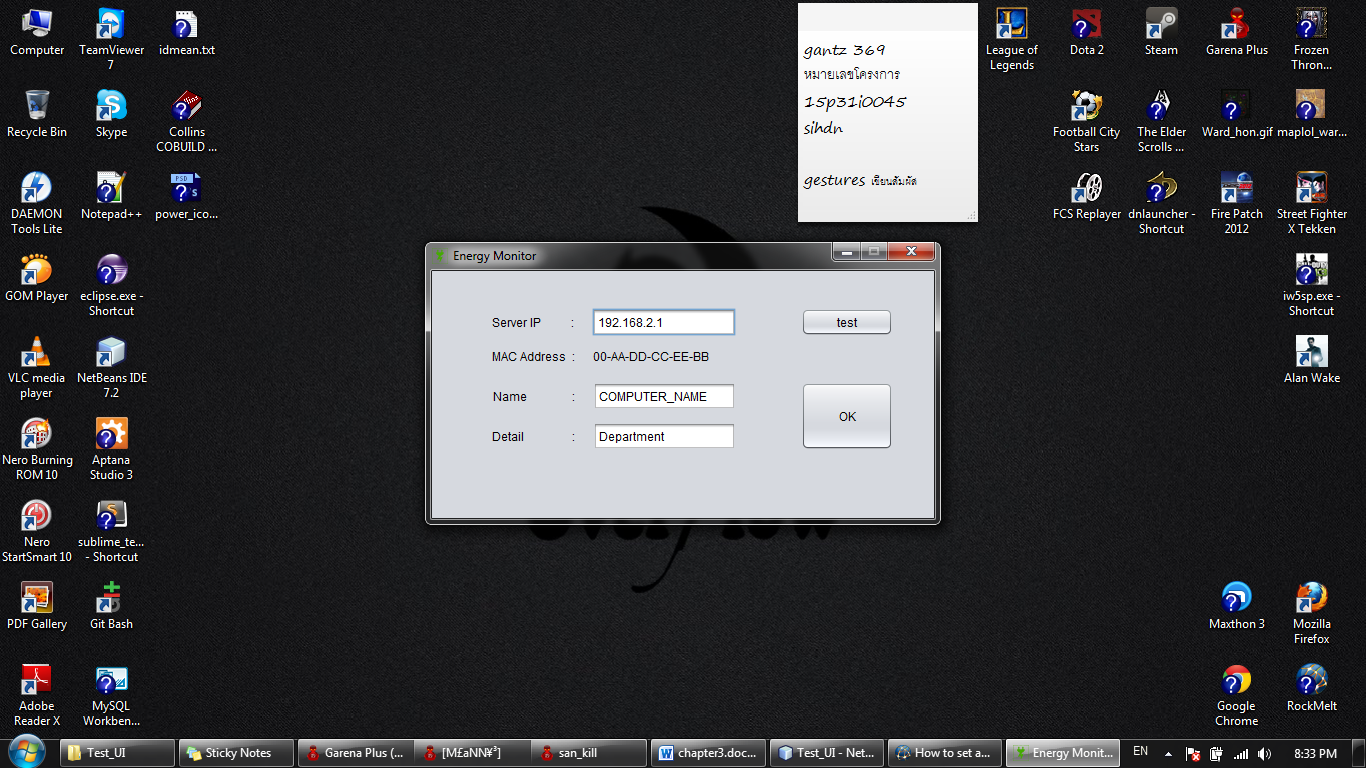 Computer
TeamViewer
7
idmean.txt
Recycle Bin
Skype
Collins
COBUILD ...
DAEMON
Tools Lite
Notepad++
power_ico...
GOM Player
eclipse.exe -
Shortcut
VLC media
player
NetBeans IDE
7.2
Nero Burning
ROM 10
Aptana
Studio 3
Nero
StartSmart 10
sublime_te...
- Shortcut
PDF Gallery
Git Bash
Adobe
Reader X
MySQL
Workben...
gantz 369
หมายเลขโครงการ
15p31i0045
sihdn
gestures เขียนสัมผัส
League of
Legends
Dota 2
Steam
Garena Plus
Frozen
Thron...
Football City
Stars
The Elder
Scrolls ...
Ward_hon.gif
maplol_war...
FCS Replayer
dnlauncher -
Shortcut
Fire Patch
2012
Street Fighter
X Tekken
iw5sp.exe -
Shortcut
Alan Wake
Maxthon 3
Mozilla
Firefox
Google
Chrome
RockMelt
Energy Monitor
Server IP : 192.168.2.1 test
MAC Address : 00-AA-DD-CC-EE-BB
Name : COMPUTER_NAME
OK
Detail : Department
Test_UI
Sticky Notes
Garena Plus (...
[M£aNN¥³]
san_kill
chapter3.doc...
Test_UI - Net...
How to set a...
Energy Monit...
EN
8:33 PM